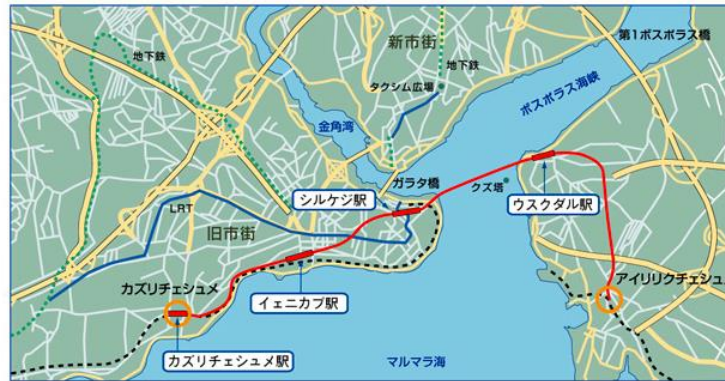 新市街
第1ボスポラス橋
地下鉄
地下鉄
タクシム広場
ボスポラス海峡
金角湾
ガラタ橋
シルケジ駅
クズ塔
ウスクダル駅
LRT
旧市街
カズリチェシュメ
アイリリクチェシュメ
イェニカプ駅
カズリチェシュメ駅
マルマラ海